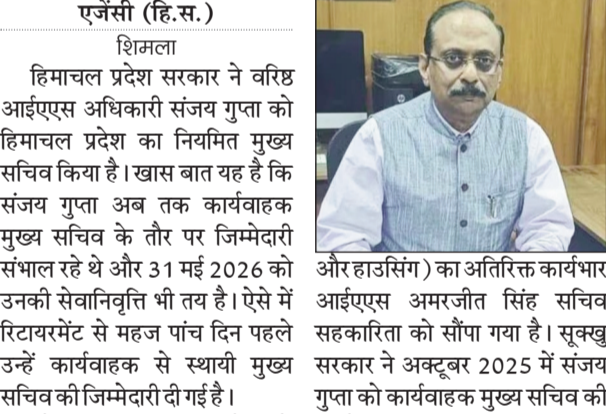 एजेंसी (हि.स.)
शिमला
हिमाचल प्रदेश सरकार ने वरिष्ठ
आईएएस अधिकारी संजय गुप्ता को
हिमाचल प्रदेश का नियमित मुख्य
सचिव किया है। खास बात यह है कि
संजय गुप्ता अब तक कार्यवाहक
मुख्य सचिव के तौर पर जिम्मेदारी
संभाल रहे थे और 31 मई 2026 को
उनकी सेवानिवृत्ति भी तय है। ऐसे में
रिटायरमेंट से महज पांच दिन पहले
उन्हें कार्यवाहक से स्थायी मुख्य
सचिव की जिम्मेदारी दी गई है।
और हाउसिंग) का अतिरिक्त कार्यभार
आईएएस अमरजीत सिंह सचिव
सहकारिता को सौंपा गया है। सूक्खु
सरकार ने अक्टूबर 2025 में संजय
गुप्ता को कार्यवाहक मुख्य सचिव की